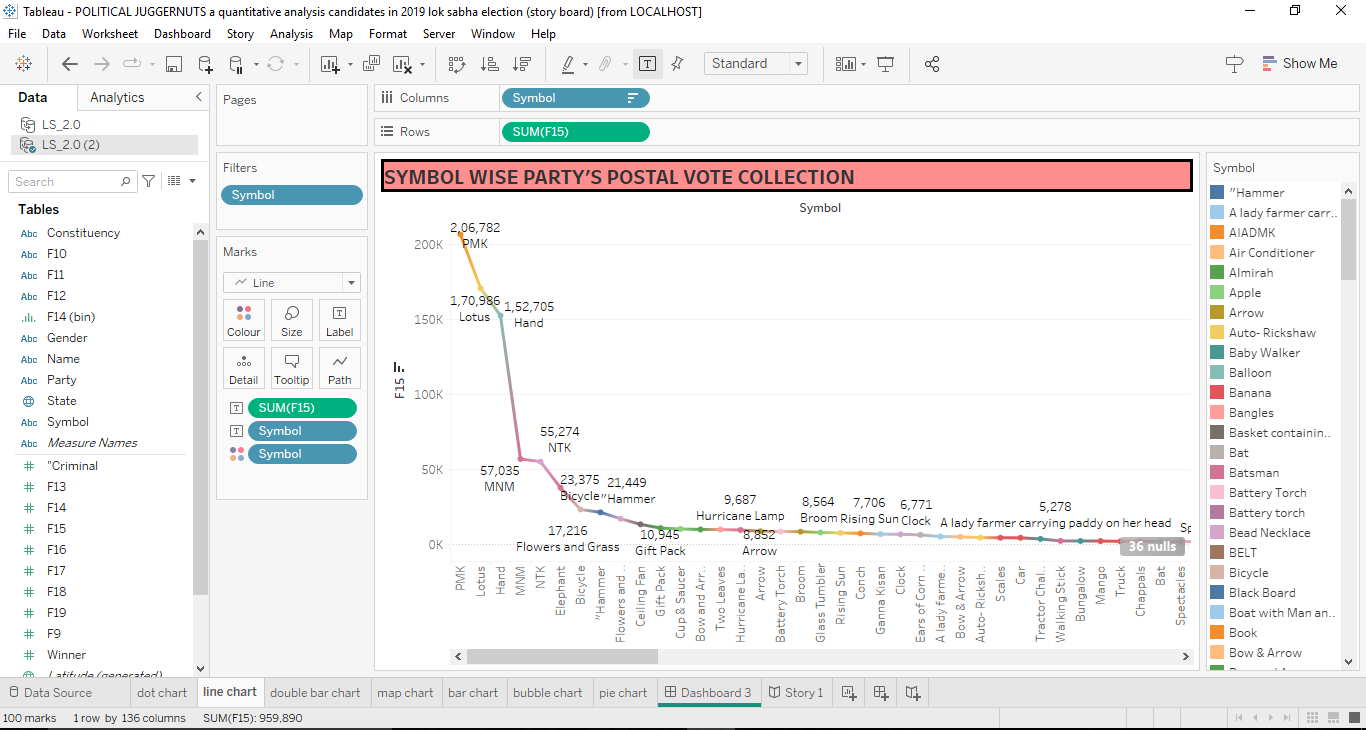 Tableau - POLITICAL JUGGERNUTS a quantitative analysis candidates in 2019 lok sabha election (story board) [from LOCALHOST]
File Data Worksheet Dashboard Story Analysis Map Format Server Window Help
Standard
Show Me
Data Analytics
LS_2.0
LS_2.0 (2)
Search
Tables
Abc Constituency
Abc F10
Abc F11
Abc F12
F14 (bin)
Abc Gender
Abc Name
Abc Party
State
Abc Symbol
Abc Measure Names
# "Criminal
# F13
# F14
# F15
# F16
# F17
# F18
# F19
# F9
# Winner
Latitude (generated)
Pages
Filters
Symbol
Marks
Line
Colour Size Label
Detail Tooltip Path
T SUM(F15)
T Symbol
Symbol
Columns Symbol
Rows SUM(F15)
SYMBOL WISE PARTY'S POSTAL VOTE COLLECTION
Symbol
F15
200K
150K
100K
50K
0K
2,06,782
PMK
1,70,986
Lotus
1,52,705
Hand
57,035
MNM
55,274
NTK
23,375
Bicycle
21,449
"Hammer
17,216
Flowers and Grass
10,945
Gift Pack
9,687
Hurricane Lamp
8,852
Arrow
8,564
Broom
7,706
Rising Sun
6,771
Clock
5,278
A lady farmer carrying paddy on her head
Sp
36 nulls
PMK
Lotus
Hand
MNM
NTK
Elephant
Bicycle
"Hammer
Flowers and ..
Ceiling Fan
Gift Pack
Cup & Saucer
Bow and Arr..
Two Leaves
Hurricane La..
Arrow
Battery Torch
Broom
Glass Tumbler
Rising Sun
Conch
Ganna Kisan
Clock
Ears of Corn..
A lady farme..
Bow & Arrow
Auto- Ricksh..
Scales
Car
Tractor Chal..
Walking Stick
Bungalow
Mango
Truck
Chappals
Bat
Spectacles
Symbol
"Hammer
A lady farmer carr..
AIADMK
Air Conditioner
Almirah
Apple
Arrow
Auto- Rickshaw
Baby Walker
Balloon
Banana
Bangles
Basket containin..
Bat
Batsman
Battery Torch
Battery torch
Bead Necklace
BELT
Bicycle
Black Board
Boat with Man an..
Book
Bow & Arrow
Data Source dot chart line chart double bar chart map chart bar chart bubble chart pie chart Dashboard 3 Story 1
100 marks 1 row by 136 columns SUM(F15): 959,890